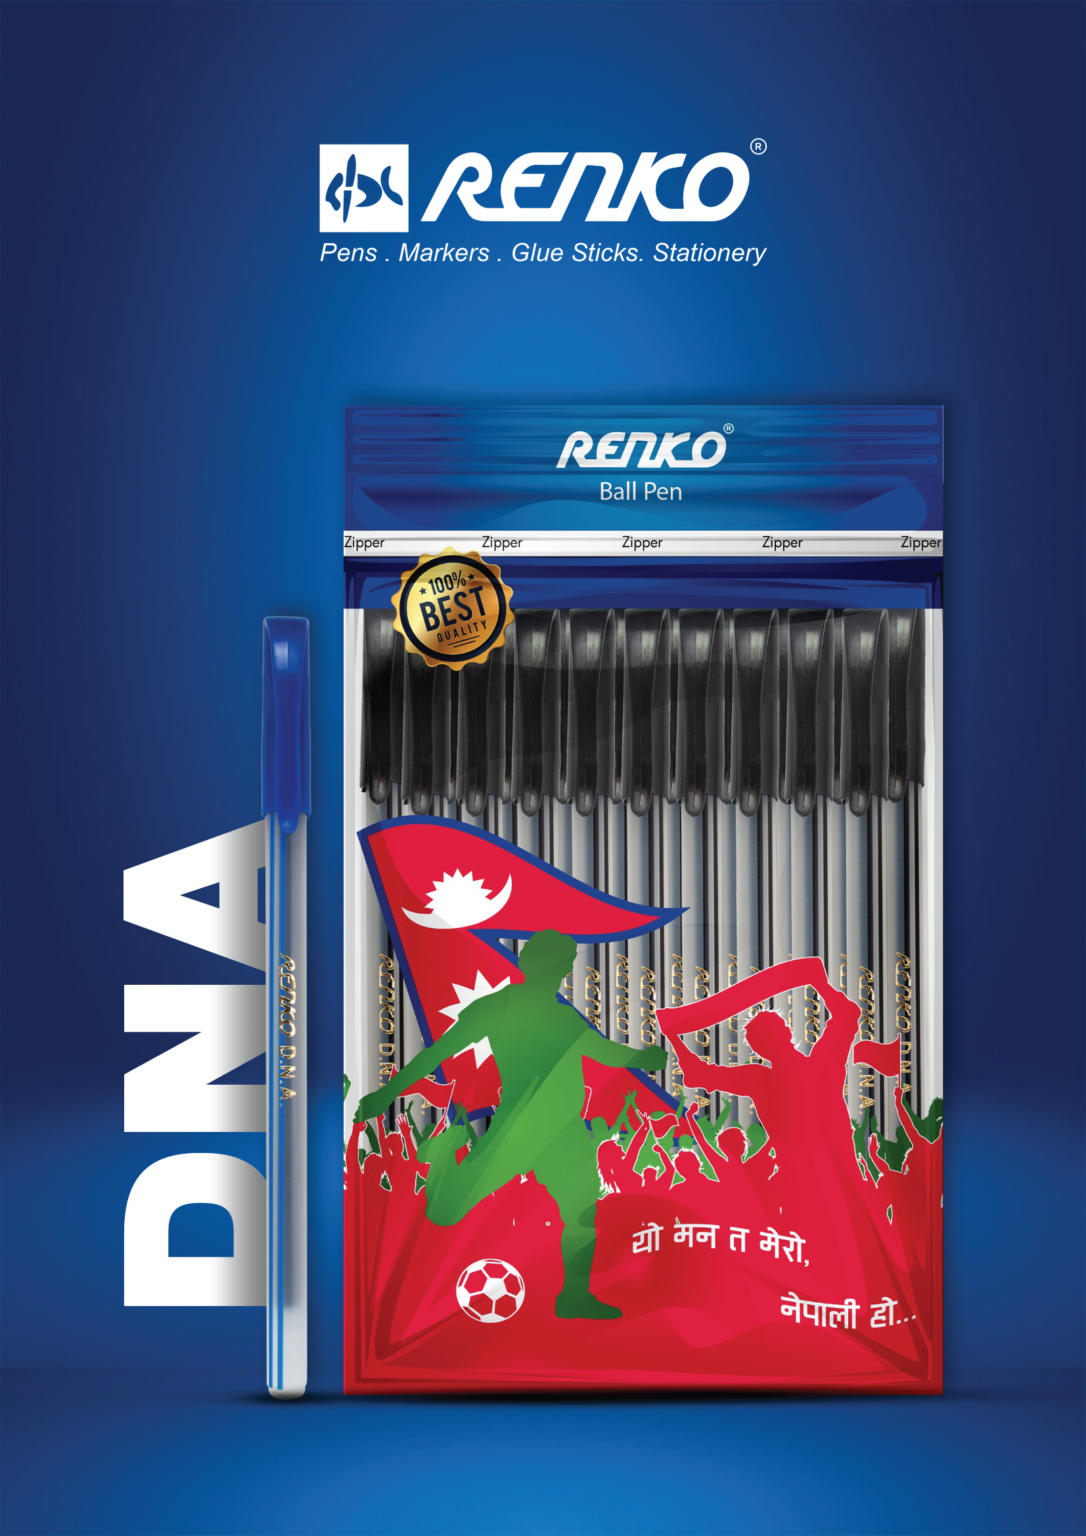 RENKO®
Pens . Markers . Glue Sticks. Stationery
RENKO®
Ball Pen
Zipper Zipper Zipper Zipper Zipper
100%
BEST
QUALITY
DNA
RENKO D.N.A.
यो मन त मेरो,
नेपाली हो...